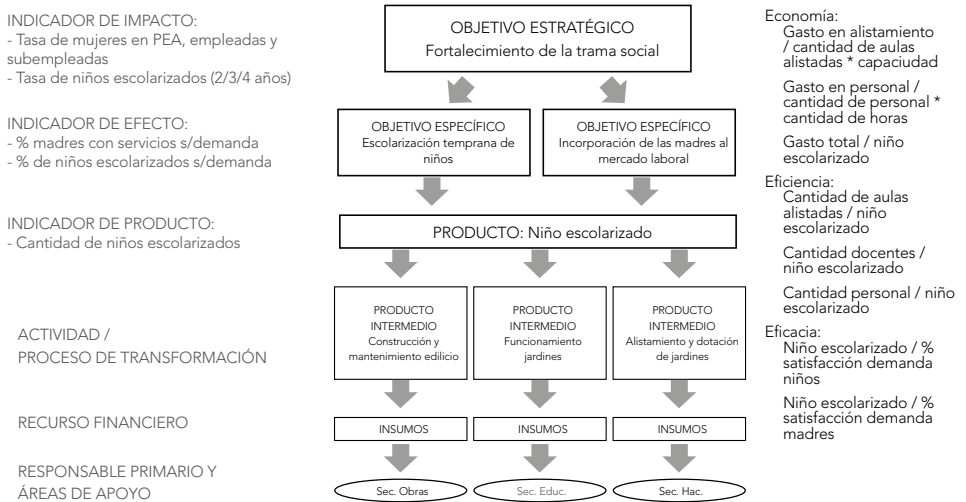 INDICADOR DE IMPACTO:
- Tasa de mujeres en PEA, empleadas y
subempleadas
- Tasa de niños escolarizados (2/3/4 años)
INDICADOR DE EFECTO:
- % madres con servicios s/demanda
- % de niños escolarizados s/demanda
INDICADOR DE PRODUCTO:
- Cantidad de niños escolarizados
ACTIVIDAD /
PROCESO DE TRANSFORMACIÓN
RECURSO FINANCIERO
RESPONSABLE PRIMARIO Y
ÁREAS DE APOYO
OBJETIVO ESTRATÉGICO
Fortalecimiento de la trama social
OBJETIVO ESPECÍFICO
Escolarización temprana de
niños
OBJETIVO ESPECÍFICO
Incorporación de las madres al
mercado laboral
PRODUCTO: Niño escolarizado
PRODUCTO
INTERMEDIO
Construcción y
mantenimiento edilicio
PRODUCTO
INTERMEDIO
Funcionamiento
jardines
PRODUCTO
INTERMEDIO
Alistamiento y dotación
de jardines
INSUMOS
INSUMOS
INSUMOS
Sec. Obras
Sec. Educ.
Sec. Hac.
Economía:
Gasto en alistamiento
/ cantidad de aulas
alistadas * capaciudad
Gasto en personal /
cantidad de personal *
cantidad de horas
Gasto total / niño
escolarizado
Eficiencia:
Cantidad de aulas
alistadas / niño
escolarizado
Cantidad docentes /
niño escolarizado
Cantidad personal / niño
escolarizado
Eficacia:
Niño escolarizado / %
satisfacción demanda
niños
Niño escolarizado / %
satisfacción demanda
madres